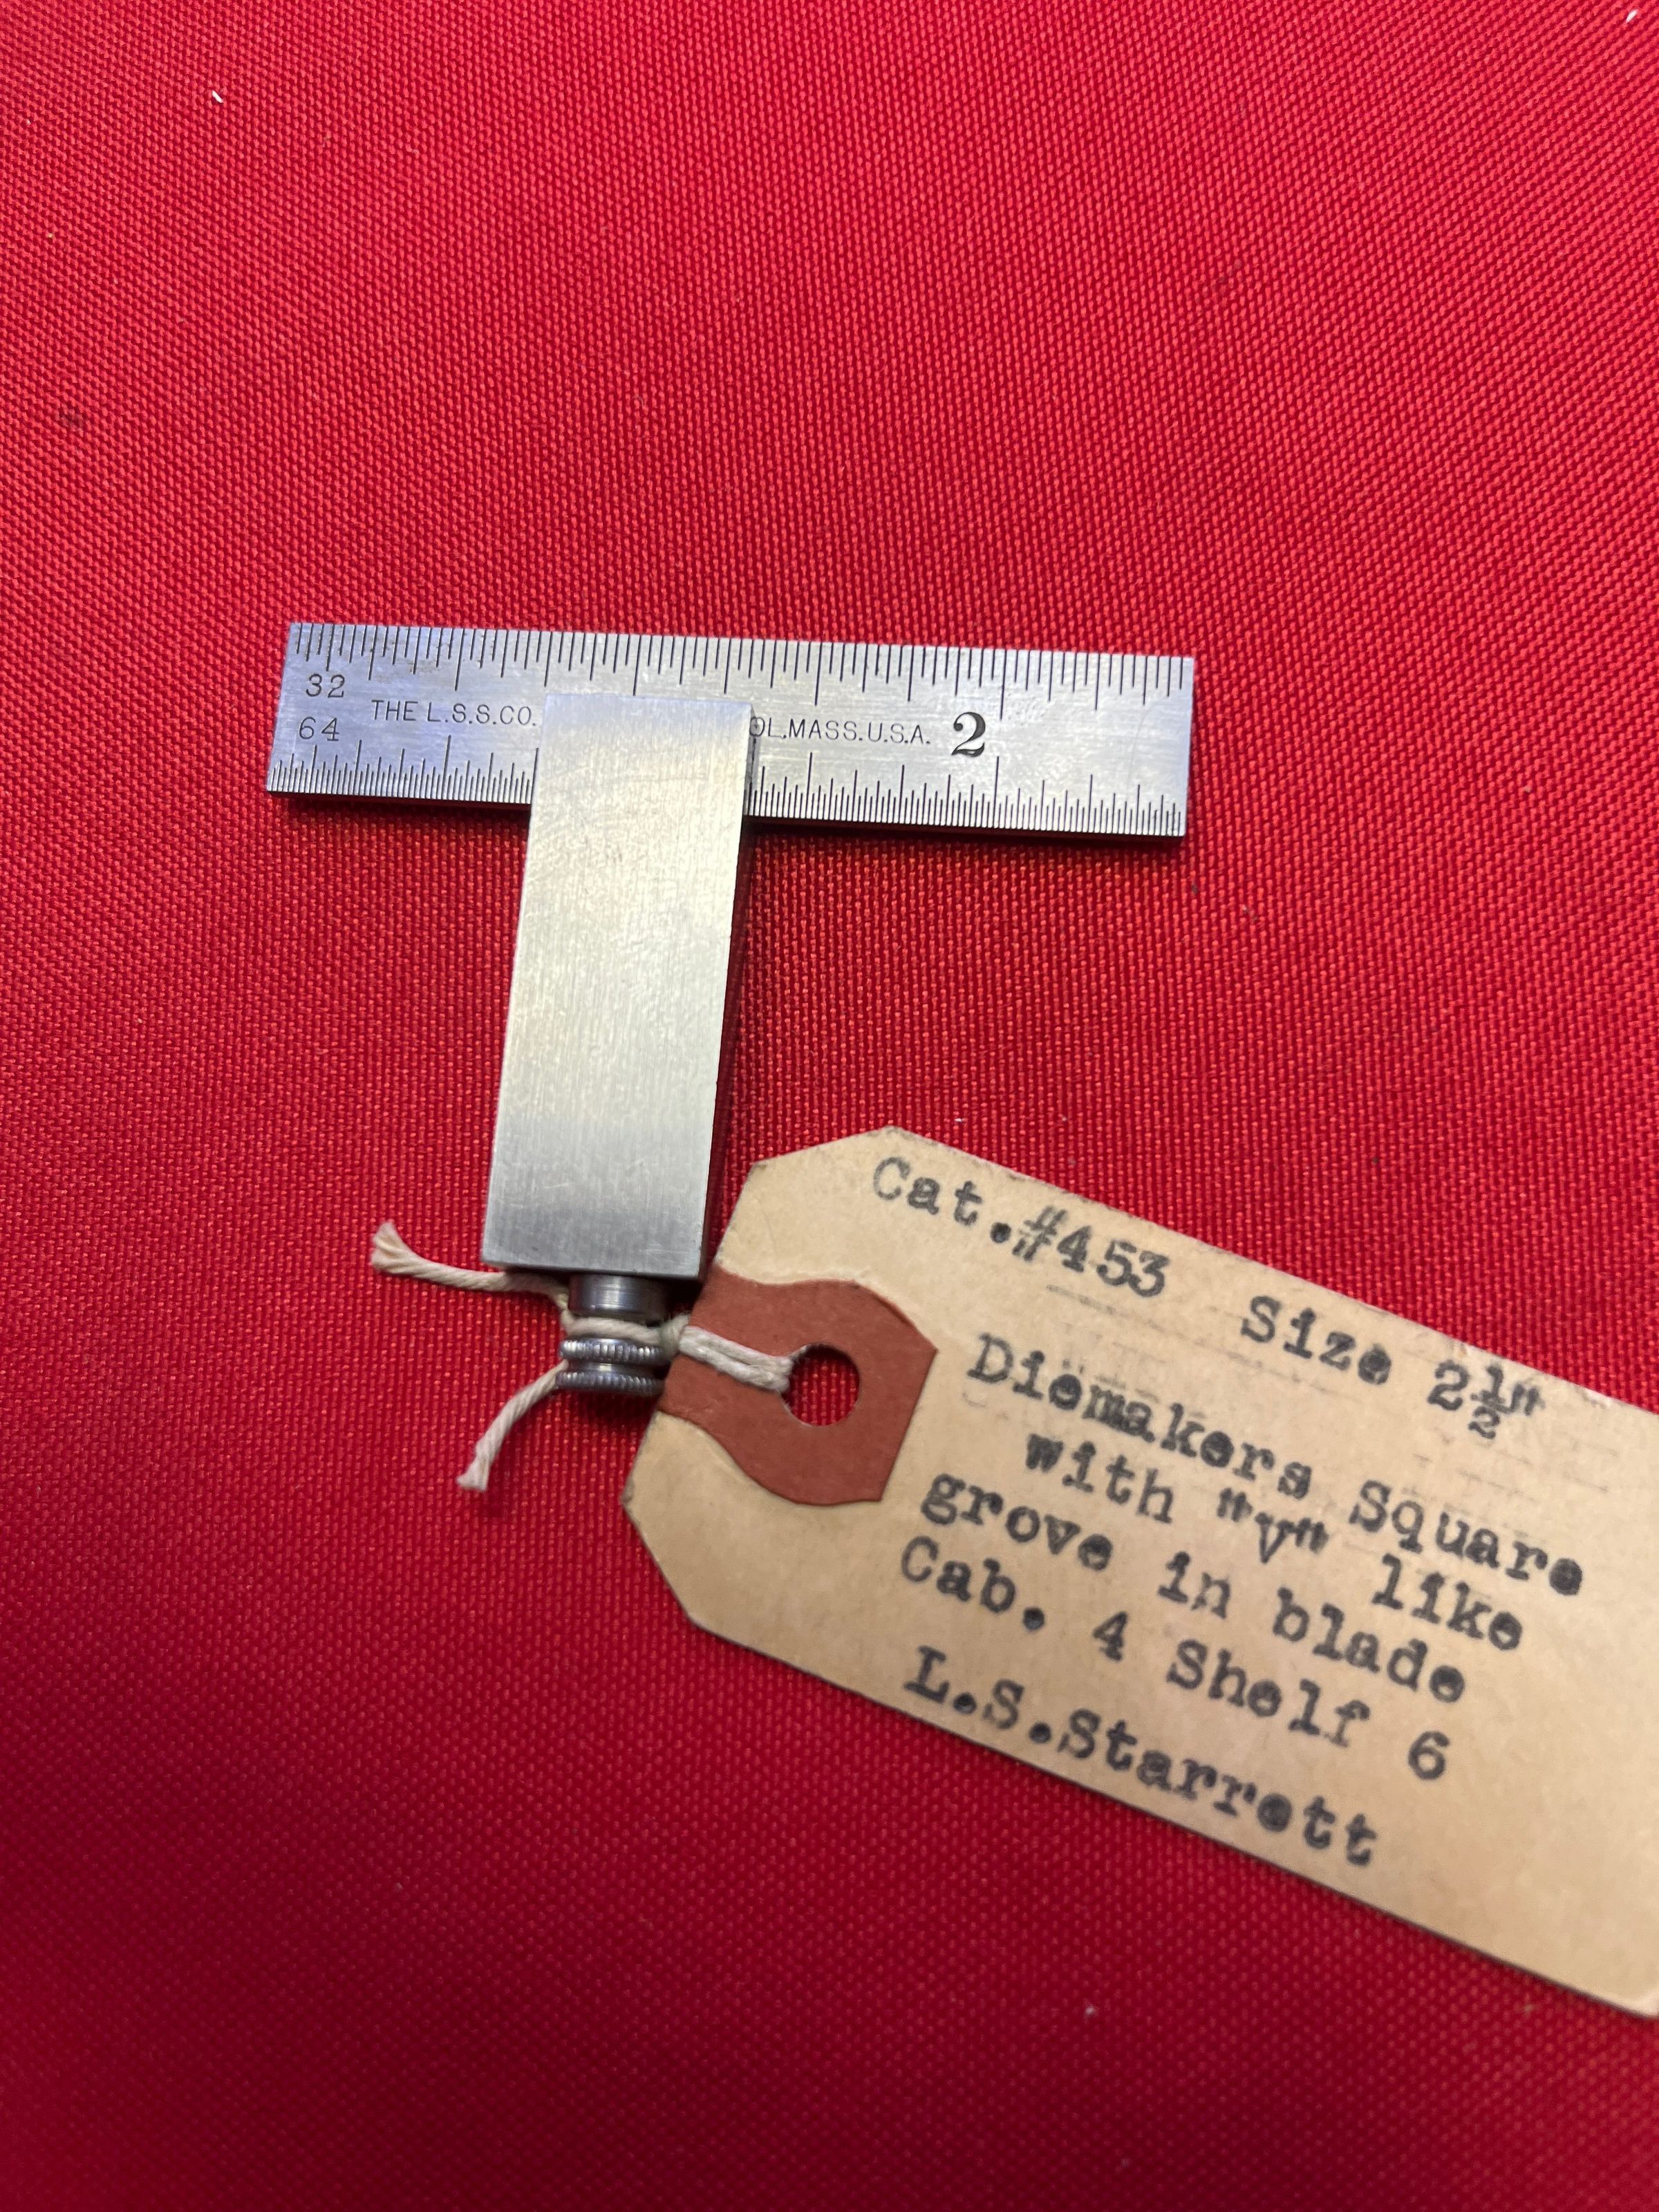 32
THE L.S.S.CO. OL.MASS.U.S.A. 2
64
Cat.#453 Size 2½"
Diemakers Square
with "V" like
grove in blade
Cab. 4 Shelf 6
L.S.Starrett